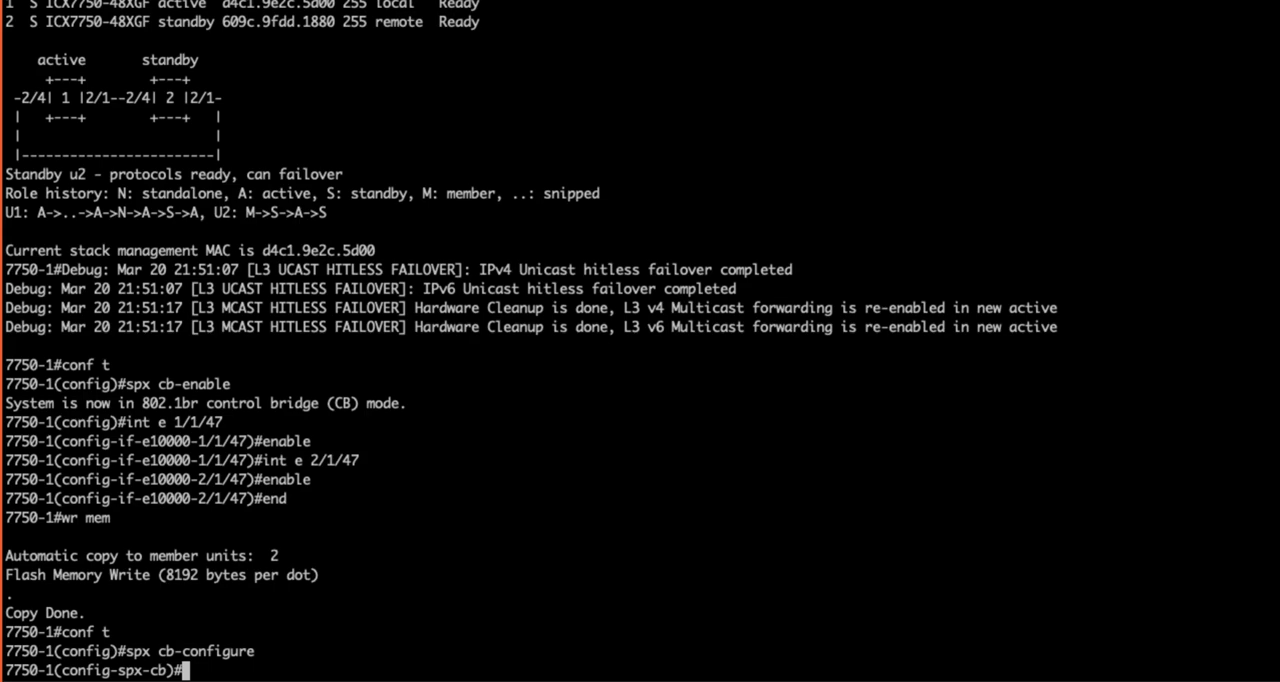 1  S ICX7750-48XGF active  d4c1.9e2c.5d00 255 local   Ready
2  S ICX7750-48XGF standby 609c.9fdd.1880 255 remote  Ready
    active       standby
     +---+        +---+
 -2/4| 1 |2/1--2/4| 2 |2/1-
 |   +---+        +---+   |
 |                        |
 |------------------------|
Standby u2 - protocols ready, can failover
Role history: N: standalone, A: active, S: standby, M: member, ..: snipped
U1: A->..->A->N->A->S->A, U2: M->S->A->S
Current stack management MAC is d4c1.9e2c.5d00
7750-1#Debug: Mar 20 21:51:07 [L3 UCAST HITLESS FAILOVER]: IPv4 Unicast hitless failover completed
Debug: Mar 20 21:51:07 [L3 UCAST HITLESS FAILOVER]: IPv6 Unicast hitless failover completed
Debug: Mar 20 21:51:17 [L3 MCAST HITLESS FAILOVER] Hardware Cleanup is done, L3 v4 Multicast forwarding is re-enabled in new active
Debug: Mar 20 21:51:17 [L3 MCAST HITLESS FAILOVER] Hardware Cleanup is done, L3 v6 Multicast forwarding is re-enabled in new active
7750-1#conf t
7750-1(config)#spx cb-enable
System is now in 802.1br control bridge (CB) mode.
7750-1(config)#int e 1/1/47
7750-1(config-if-e10000-1/1/47)#enable
7750-1(config-if-e10000-1/1/47)#int e 2/1/47
7750-1(config-if-e10000-2/1/47)#enable
7750-1(config-if-e10000-2/1/47)#end
7750-1#wr mem
Automatic copy to member units:  2
Flash Memory Write (8192 bytes per dot)
.
Copy Done.
7750-1#conf t
7750-1(config)#spx cb-configure
7750-1(config-spx-cb)#